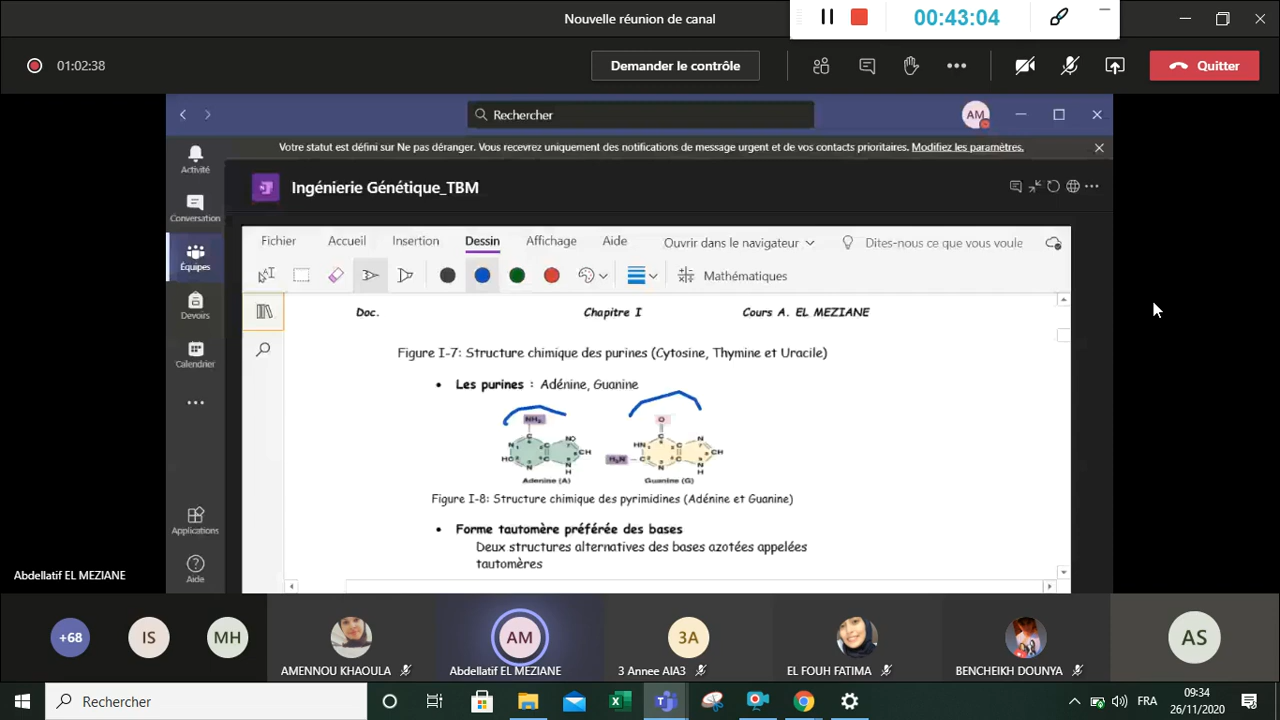 Nouvelle réunion de canal
00:43:04
01:02:38
Demander le contrôle
Quitter
Rechercher
AM
Votre statut est défini sur Ne pas déranger. Vous recevrez uniquement des notifications de message urgent et de vos contacts prioritaires. Modifiez les paramètres.
Activité
Conversation
Équipes
Devoirs
Calendrier
Applications
Aide
Ingénierie Génétique_TBM
Fichier Accueil Insertion Dessin Affichage Aide Ouvrir dans le navigateur Dites-nous ce que vous voule
Mathématiques
Doc. Chapitre I Cours A. EL MEZIANE
Figure I-7: Structure chimique des purines (Cytosine, Thymine et Uracile)
• Les purines : Adénine, Guanine
NH₂ O
HN
CH CH
H₂N
Adenine (A) Guanine (G)
Figure I-8: Structure chimique des pyrimidines (Adénine et Guanine)
• Forme tautomère préférée des bases
Deux structures alternatives des bases azotées appelées
tautomères
Abdellatif EL MEZIANE
+68 IS MH AM 3A AS
AMENNOU KHAOULA Abdellatif EL MEZIANE 3 Annee AIA3 EL FOUH FATIMA BENCHEIKH DOUNYA
Rechercher
FRA
09:34
26/11/2020